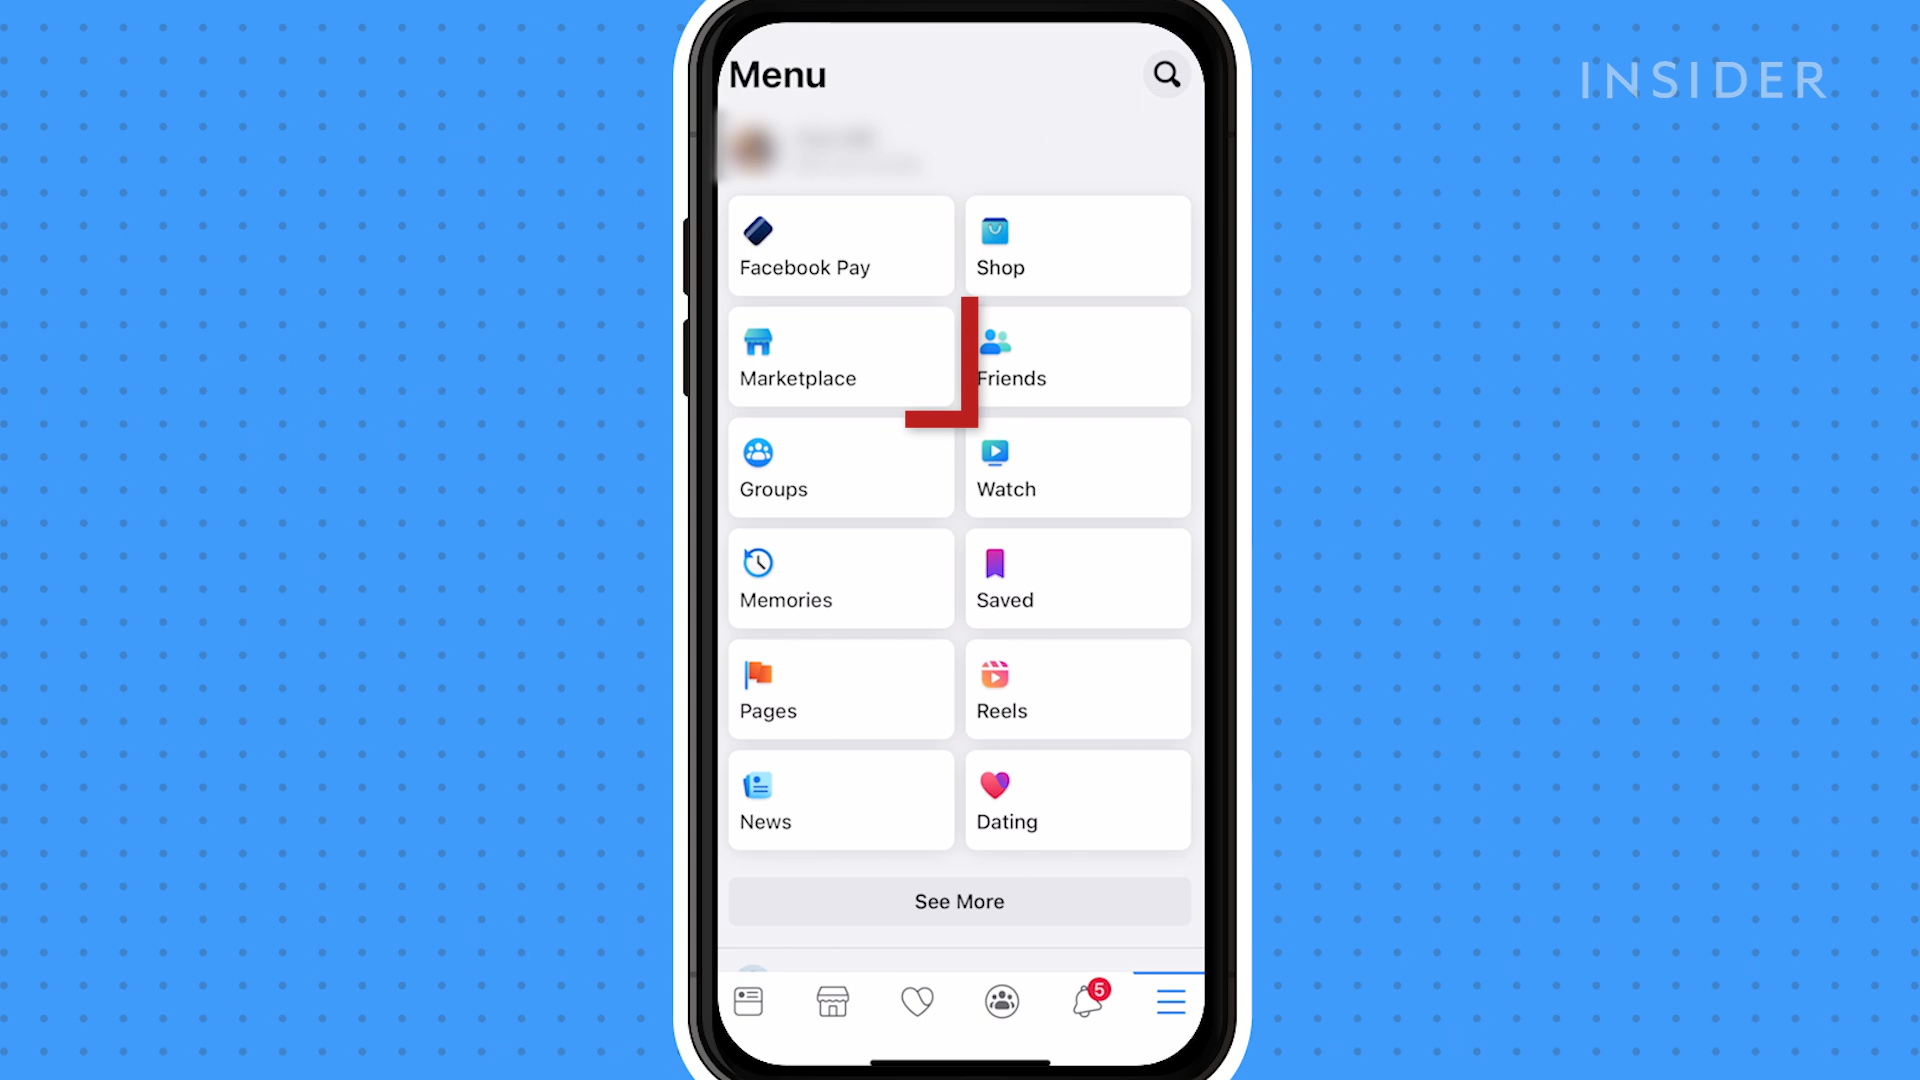 INSIDER
Menu
Facebook Pay
Shop
Marketplace
Friends
Groups
Watch
Memories
Saved
Pages
Reels
News
Dating
See More
5